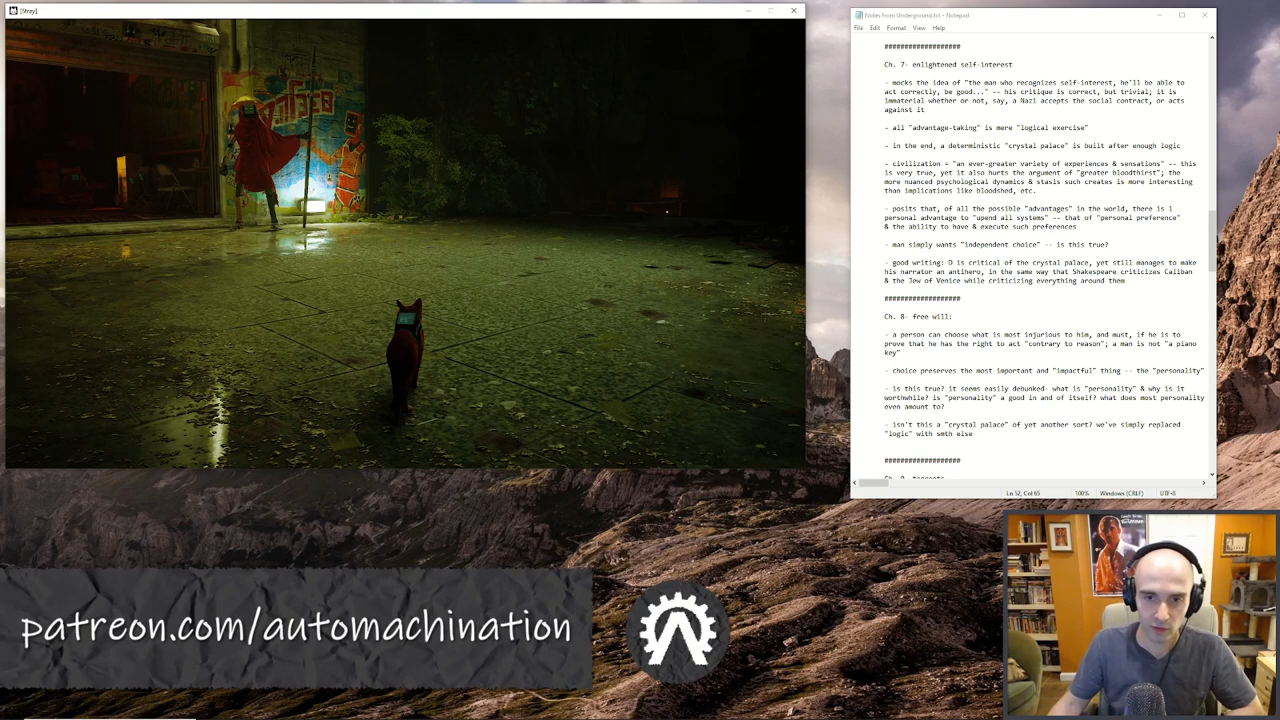 [Stray]
Notes from Underground.txt - Notepad
File Edit Format View Help
###################
Ch. 7- enlightened self-interest
- mocks the idea of "the man who recognizes self-interest, he'll be able to
act correctly, be good..." -- his critique is correct, but trivial; it is
immaterial whether or not, say, a Nazi accepts the social contract, or acts
against it
- all "advantage-taking" is mere "logical exercise"
- in the end, a deterministic "crystal palace" is built after enough logic
- civilization = "an ever-greater variety of experiences & sensations" -- this
is very true, yet it also hurts the argument of "greater bloodthirst"; the
more nuanced psychological dynamics & stasis such creates is more interesting
than implications like bloodshed, etc.
- posits that, of all the possible "advantages" in the world, there is 1
personal advantage to "upend all systems" -- that of "personal preference"
& the ability to have & execute such preferences
- man simply wants "independent choice" -- is this true?
- good writing: D is critical of the crystal palace, yet still manages to make
his narrator an antihero, in the same way that Shakespeare criticizes Caliban
& the Jew of Venice while criticizing everything around them
###################
Ch. 8- free will:
- a person can choose what is most injurious to him, and must, if he is to
prove that he has the right to act "contrary to reason"; a man is not "a piano
key"
- choice preserves the most important and "impactful" thing -- the "personality"
- is this true? it seems easily debunked- what is "personality" & why is it
worthwhile? is "personality" a good in and of itself? what does most personality
even amount to?
- isn't this a "crystal palace" of yet another sort? we've simply replaced
"logic" with smth else
###################
Ch. 9- tangents
Ln 52, Col 65 100% Windows (CRLF) UTF-8
patreon.com/automachination